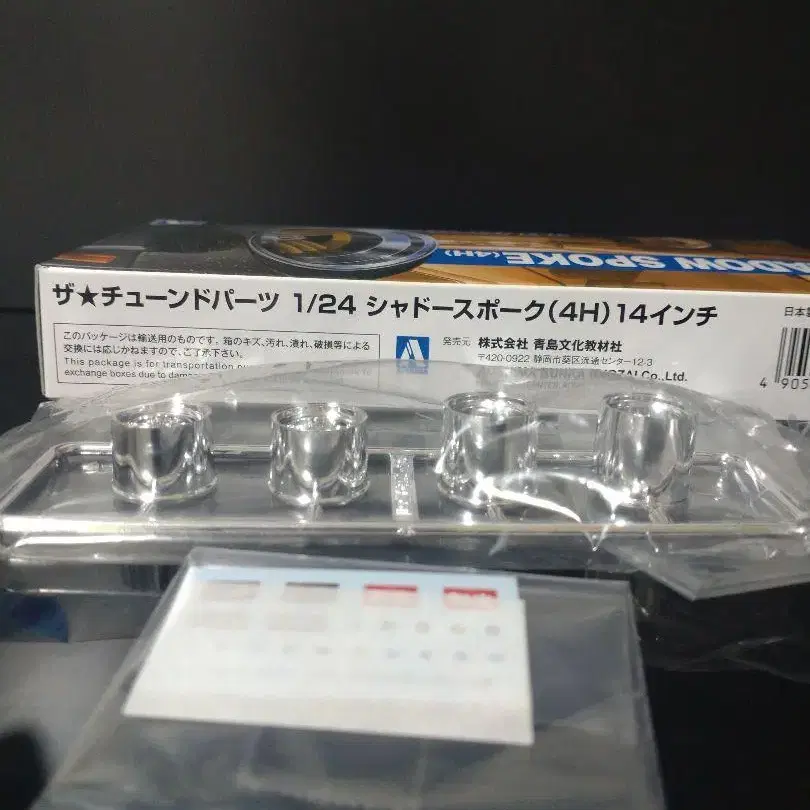 DOW SPOKE(4H)
ザ★チューンドパーツ 1/24 シャドースポーク(4H)14インチ
日本製
このパッケージは輸送用のものです。箱のキズ、汚れ、潰れ、破損等による
交換には応じかねますので、ご了承下さい。
This package is for transportation
exchange boxes due to
発売元 株式会社 青島文化教材社
〒420-0922 静岡市葵区流通センター12-3
Co.,Ltd.
4 905